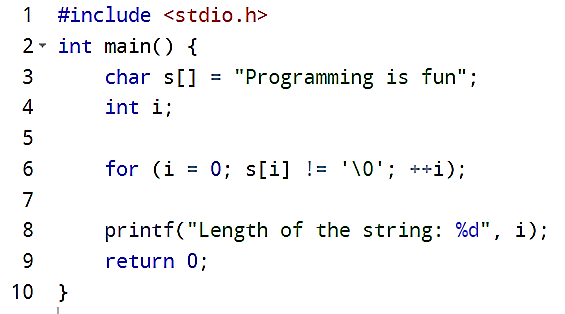 1 #include <stdio.h>
2 int main() {
3 char s[] = "Programming is fun";
4 int i;
5
6 for (i = 0; s[i] != '\0'; ++i);
7
8 printf("Length of the string: %d", i);
9 return 0;
10 }